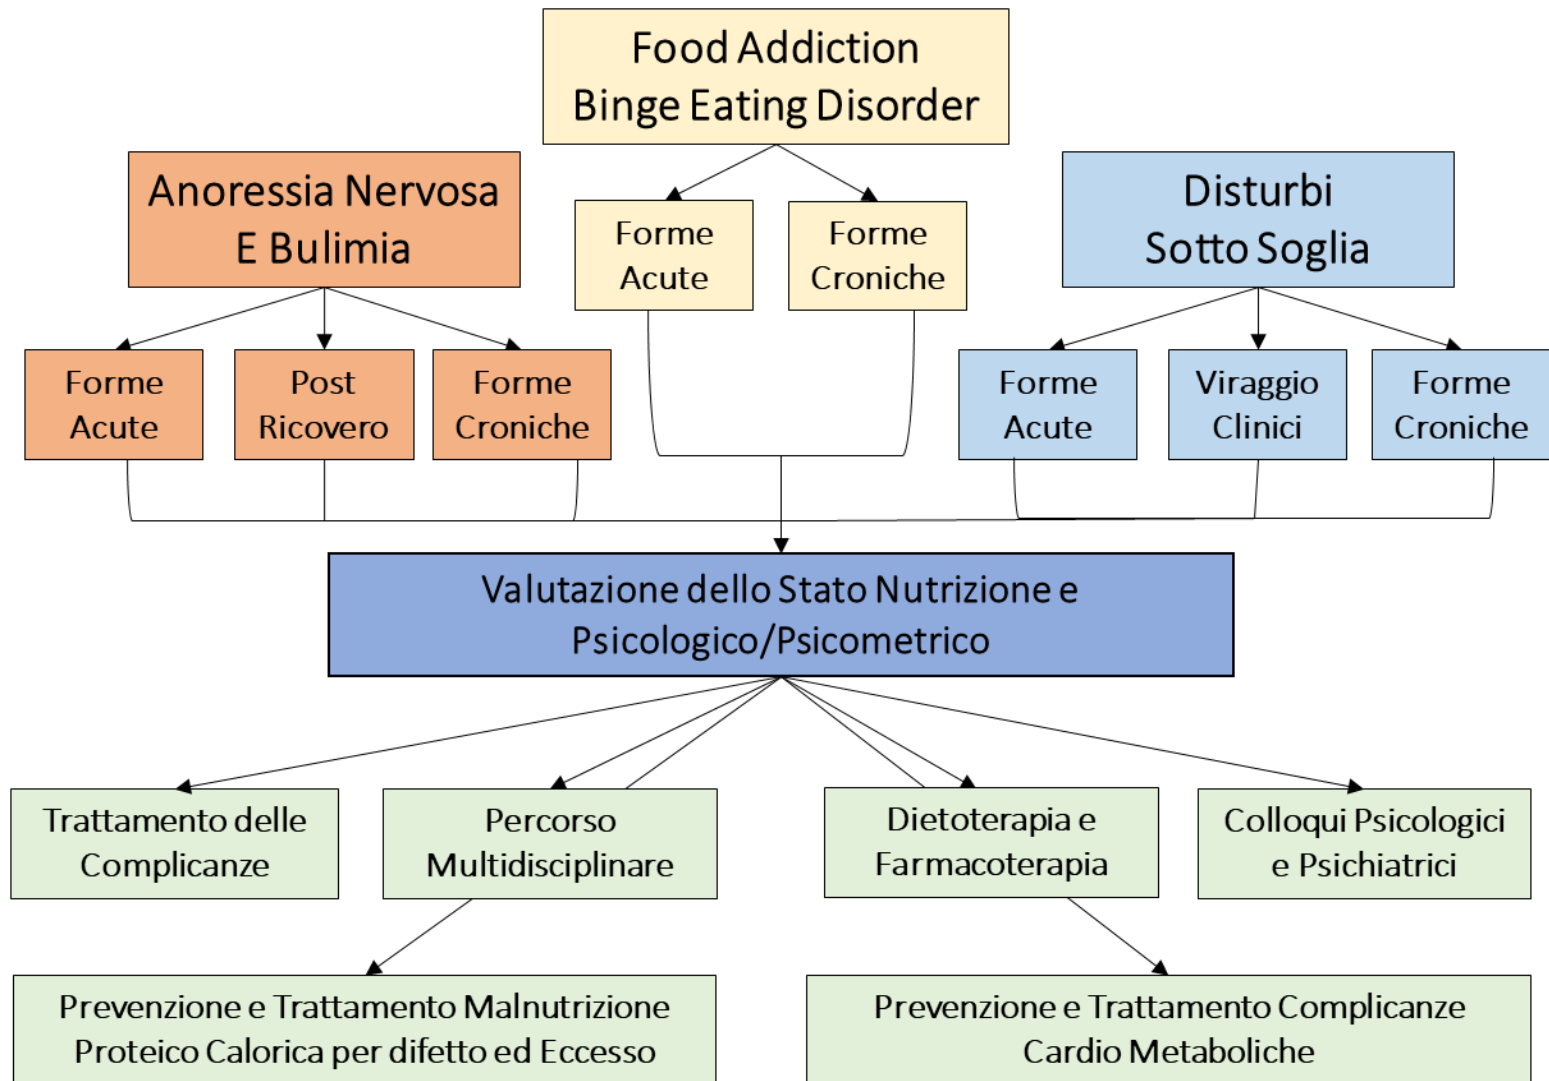 Food Addiction
Binge Eating Disorder
Anoressia Nervosa
E Bulimia
Disturbi
Sotto Soglia
Forme
Acute
Forme
Croniche
Forme
Acute
Post
Ricovero
Forme
Croniche
Forme
Acute
Viraggio
Clinici
Forme
Croniche
Valutazione dello Stato Nutrizione e
Psicologico/Psicometrico
Trattamento delle
Complicanze
Percorso
Multidisciplinare
Dietoterapia e
Farmacoterapia
Colloqui Psicologici
e Psichiatrici
Prevenzione e Trattamento Malnutrizione
Proteico Calorica per difetto ed Eccesso
Prevenzione e Trattamento Complicanze
Cardio Metaboliche